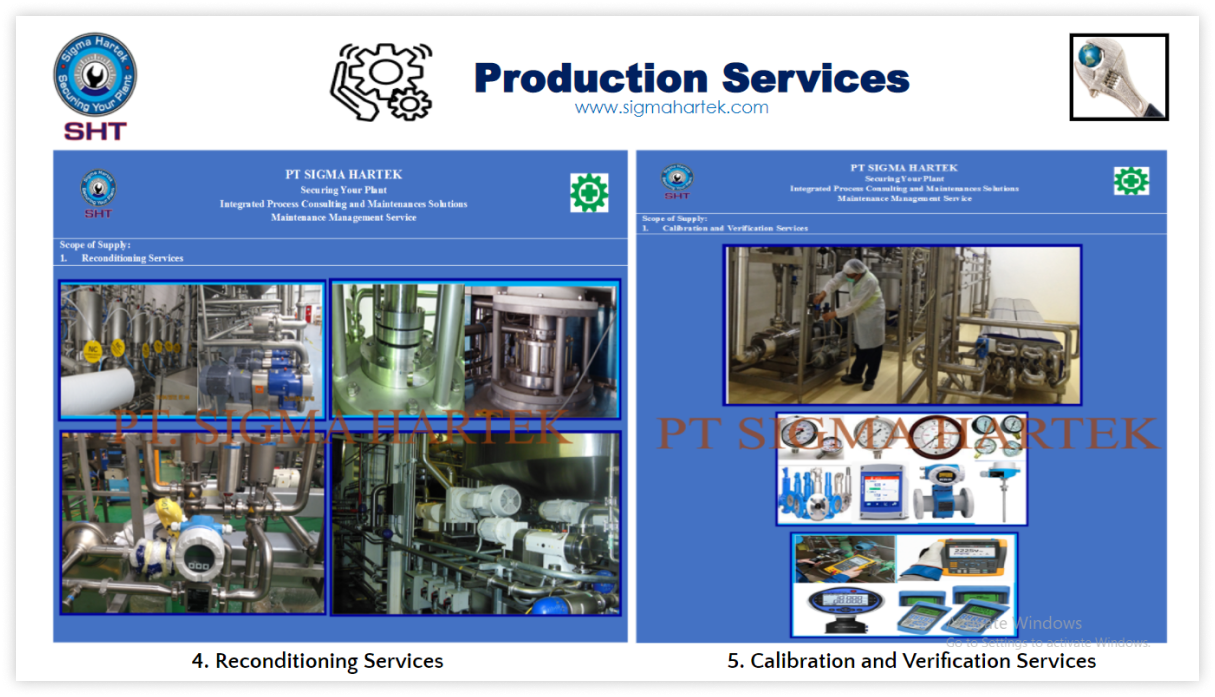 Sigma Hartek
Securing Your Plant
SHT
Production Services
www.sigmahartek.com
SHT
PT SIGMA HARTEK
Securing Your Plant
Integrated Process Consulting and Maintenances Solutions
Maintenance Management Service
Scope of Supply:
1. Reconditioning Services
NC
PT. SIGMA HARTEK
4. Reconditioning Services
SHT
PT SIGMA HARTEK
Securing Your Plant
Integrated Process Consulting and Maintenances Solutions
Maintenance Management Service
Scope of Supply:
1. Calibration and Verification Services
PT SIGMA HARTEK
Activate Windows
Go to Settings to activate Windows.
5. Calibration and Verification Services